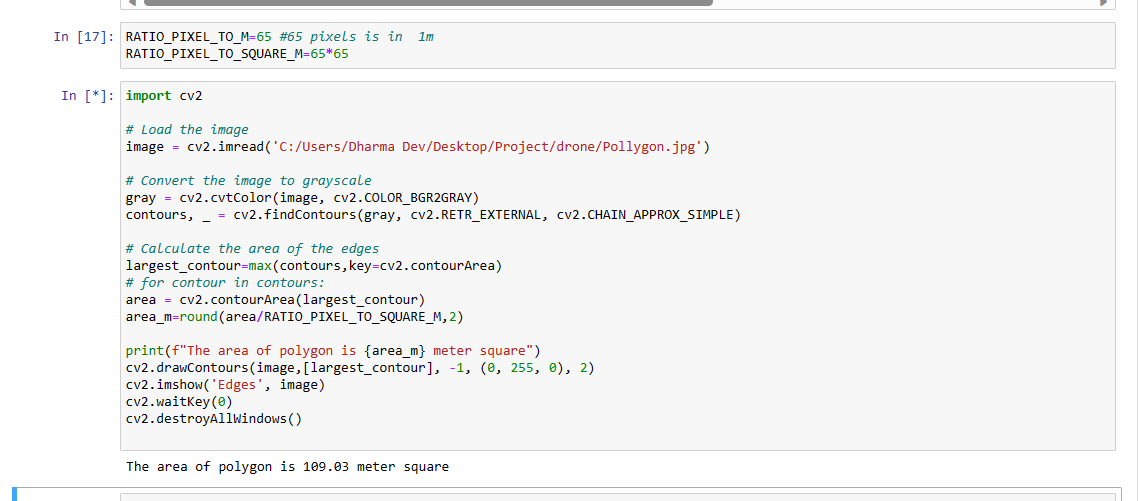 In [17]: RATIO_PIXEL_TO_M=65 #65 pixels is in  1m
RATIO_PIXEL_TO_SQUARE_M=65*65
In [*]: import cv2
# Load the image
image = cv2.imread('C:/Users/Dharma Dev/Desktop/Project/drone/Pollygon.jpg')
# Convert the image to grayscale
gray = cv2.cvtColor(image, cv2.COLOR_BGR2GRAY)
contours, _ = cv2.findContours(gray, cv2.RETR_EXTERNAL, cv2.CHAIN_APPROX_SIMPLE)
# Calculate the area of the edges
largest_contour=max(contours,key=cv2.contourArea)
# for contour in contours:
area = cv2.contourArea(largest_contour)
area_m=round(area/RATIO_PIXEL_TO_SQUARE_M,2)
print(f"The area of polygon is {area_m} meter square")
cv2.drawContours(image,[largest_contour], -1, (0, 255, 0), 2)
cv2.imshow('Edges', image)
cv2.waitKey(0)
cv2.destroyAllWindows()
The area of polygon is 109.03 meter square